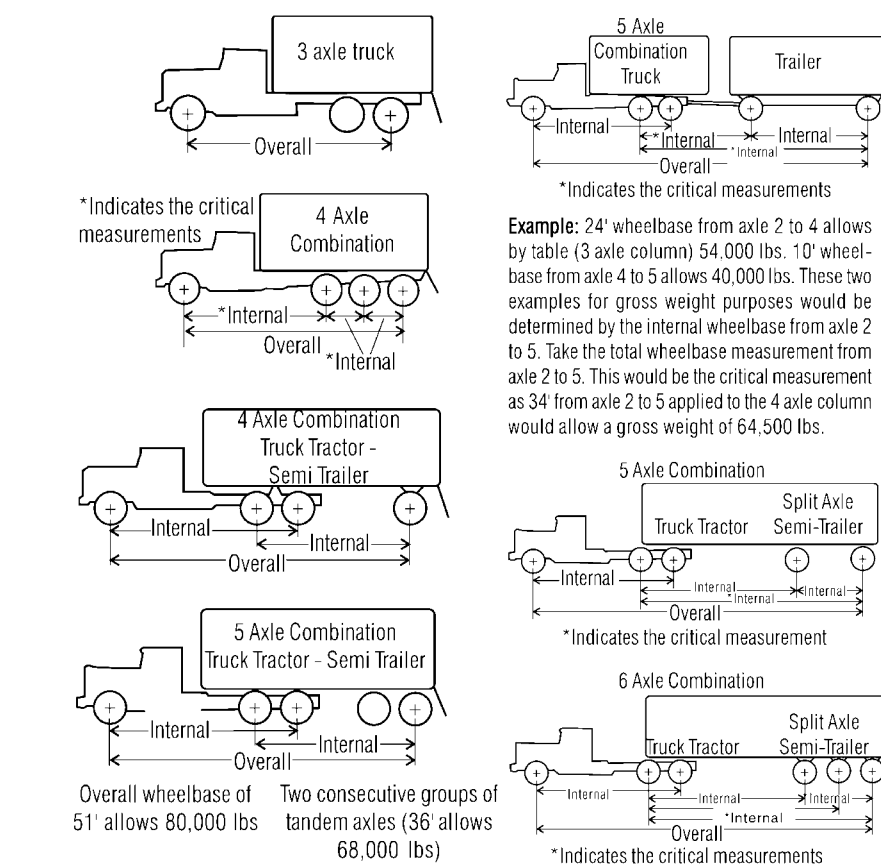 3 axle truck
Overall
*Indicates the critical
measurements
4 Axle
Combination
*Internal
Overall
*Internal
4 Axle Combination
Truck Tractor -
Semi Trailer
Internal
Internal
Overall
5 Axle Combination
Truck Tractor - Semi Trailer
Internal
Internal
Overall
Overall wheelbase of
51' allows 80,000 lbs
Two consecutive groups of
tandem axles (36' allows
68,000 lbs)
5 Axle
Combination
Truck
Trailer
Internal
*Internal
Internal
*Internal
Overall
*Indicates the critical measurements
Example: 24' wheelbase from axle 2 to 4 allows
by table (3 axle column) 54,000 lbs. 10' wheel-
base from axle 4 to 5 allows 40,000 lbs. These two
examples for gross weight purposes would be
determined by the internal wheelbase from axle 2
to 5. Take the total wheelbase measurement from
axle 2 to 5. This would be the critical measurement
as 34' from axle 2 to 5 applied to the 4 axle column
would allow a gross weight of 64,500 lbs.
5 Axle Combination
Split Axle
Truck Tractor Semi-Trailer
Internal
Internal
Internal
*Internal
Overall
*Indicates the critical measurement
6 Axle Combination
Split Axle
Truck Tractor Semi-Trailer
Internal
Internal
Internal
*Internal
Overall
*Indicates the critical measurements